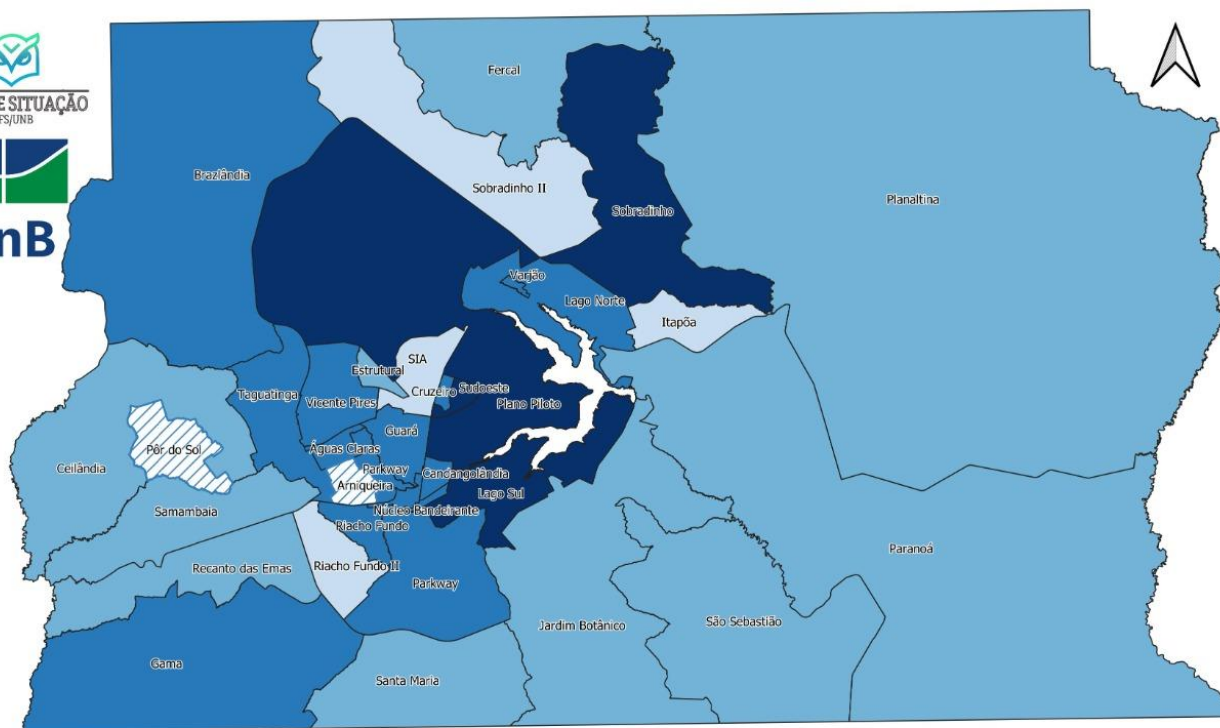 E SITUAÇÃO
FS/UNB
nB
Fercal
Brazlândia
Sobradinho II
Sobradinho
Planaltina
Varjão
Lago Norte
Itapõa
SIA
Estrutural
Cruzeiro
Sudoeste
Taguatinga
Vicente Pires
Plano Piloto
Guará
Pôr do Sol
Águas Claras
Ceilândia
Parkway
Candangolândia
Arniqueira
Lago Sul
Samambaia
Núcleo Bandeirante
Riacho Fundo
Paranoá
Recanto das Emas
Riacho Fundo II
Parkway
Jardim Botânico
São Sebastião
Gama
Santa Maria